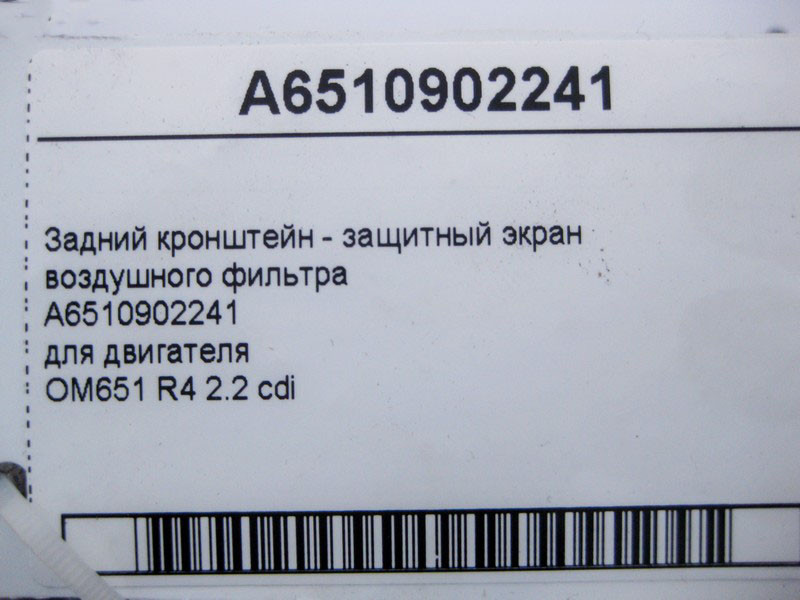 A6510902241
Задний кронштейн - защитный экран
воздушного фильтра
A6510902241
для двигателя
OM651 R4 2.2 cdi